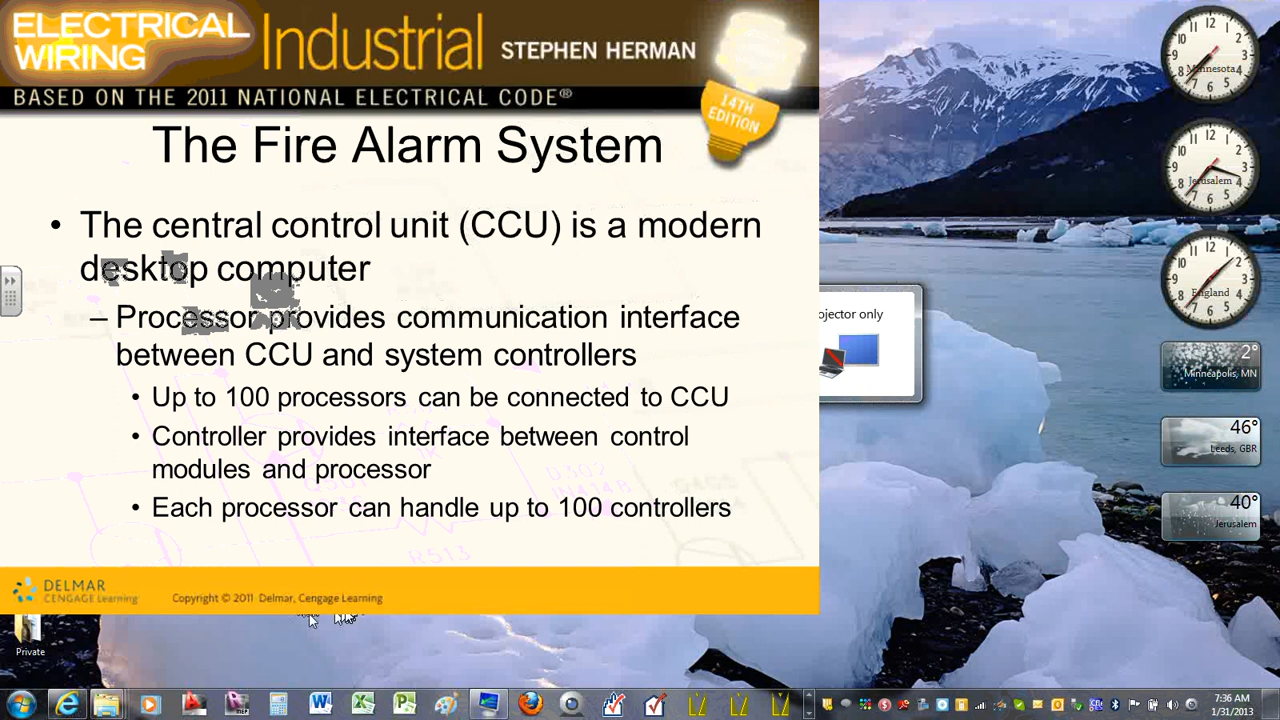 ELECTRICAL
WIRING
Industrial
STEPHEN HERMAN
BASED ON THE 2011 NATIONAL ELECTRICAL CODE®
14TH
EDITION
The Fire Alarm System
• The central control unit (CCU) is a modern
desktop computer
– Processor provides communication interface
between CCU and system controllers
• Up to 100 processors can be connected to CCU
• Controller provides interface between control
modules and processor
• Each processor can handle up to 100 controllers
R513
DELMAR
CENGAGE Learning
Copyright © 2011 Delmar, Cengage Learning
ojector only
Minnesota
Jerusalem
England
2°
Minneapolis, MN
46°
Leeds, GBR
40°
Jerusalem
Private
7:36 AM
1/31/2013